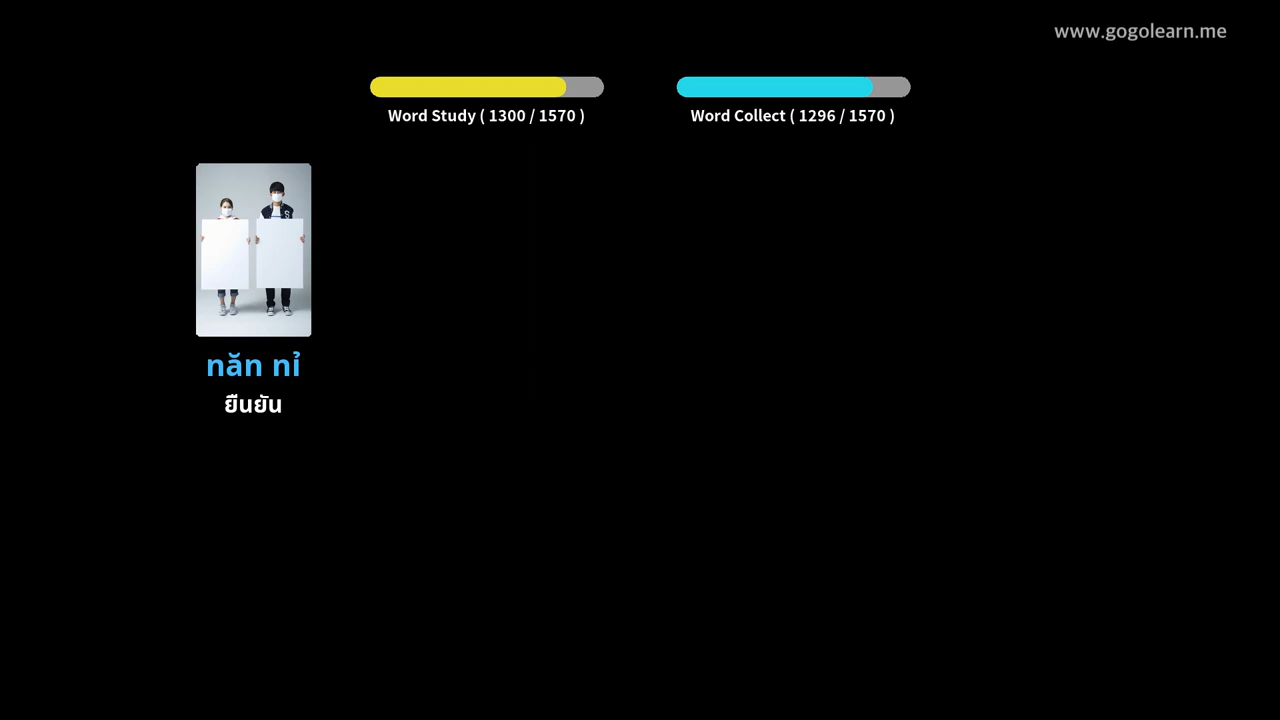 www.gogolearn.me
Word Study ( 1300 / 1570 )
Word Collect ( 1296 / 1570 )
năn nỉ
ยืนยัน